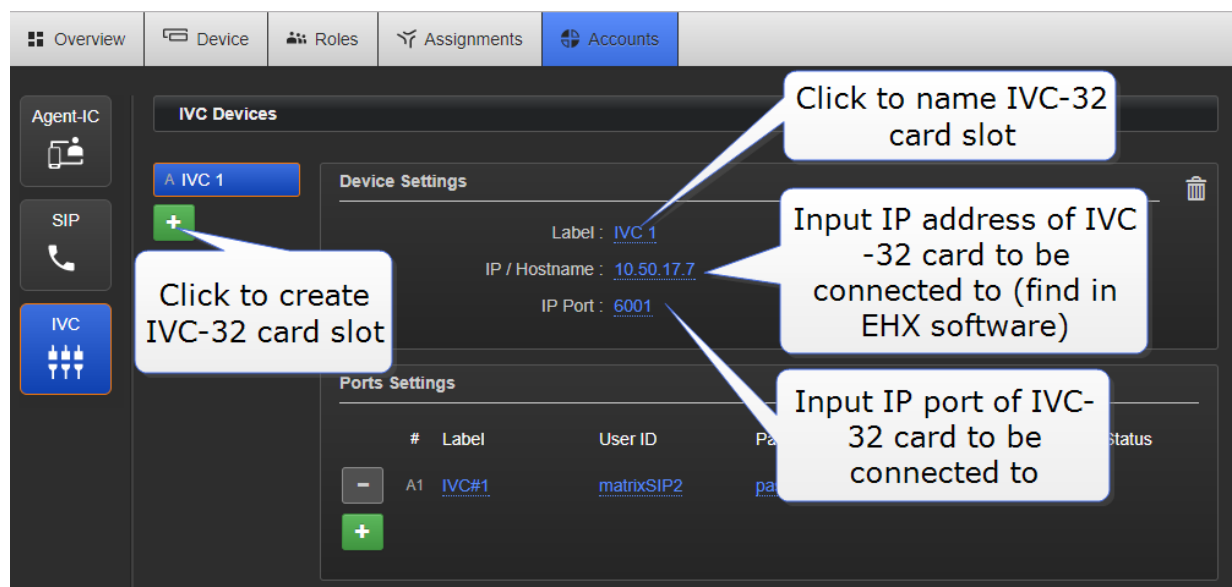 Overview
Device
Roles
Assignments
Accounts
Agent-IC
SIP
IVC
IVC Devices
A IVC 1
Click to create
IVC-32 card slot
Device Settings
Label : IVC 1
IP / Hostname : 10.50.17.7
IP Port : 6001
Click to name IVC-32
card slot
Input IP address of IVC
-32 card to be
connected to (find in
EHX software)
Input IP port of IVC-
32 card to be
connected to
Ports Settings
# Label User ID Status
A1 IVC#1 matrixSIP2